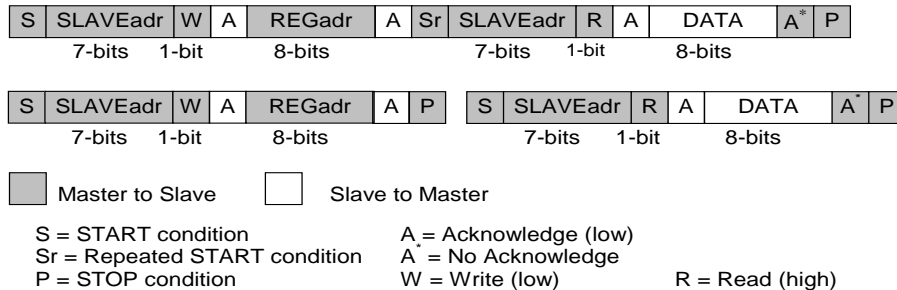 S SLAVEadr W A REGadr A Sr SLAVEadr R A DATA A* P
7-bits 1-bit 8-bits 7-bits 1-bit 8-bits
S SLAVEadr W A REGadr A P S SLAVEadr R A DATA A* P
7-bits 1-bit 8-bits 7-bits 1-bit 8-bits
Master to Slave Slave to Master
S = START condition A = Acknowledge (low)
Sr = Repeated START condition A* = No Acknowledge
P = STOP condition W = Write (low) R = Read (high)